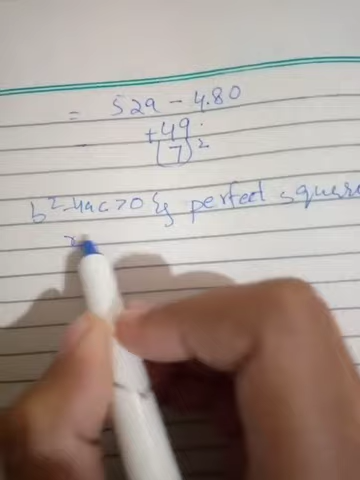 = 529 - 480
+49
(7)²
b²-4ac>0 & perfect square